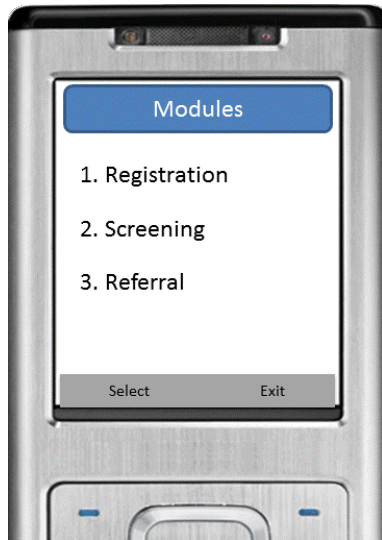 Modules
1. Registration
2. Screening
3. Referral
Select Exit